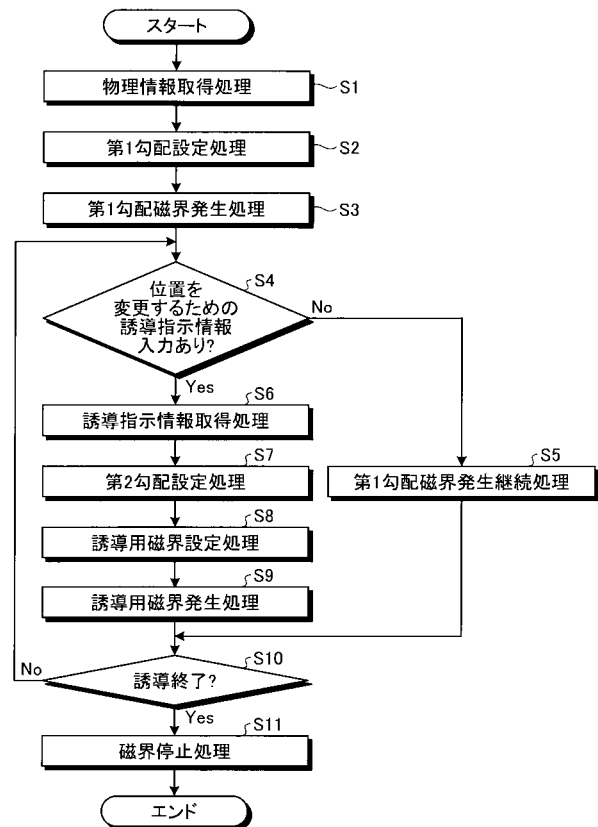 スタート
物理情報取得処理
S1
第1勾配設定処理
S2
第1勾配磁界発生処理
S3
位置を
変更するための
誘導指示情報
入力あり?
S4
No
Yes
誘導指示情報取得処理
S6
第2勾配設定処理
S7
第1勾配磁界発生継続処理
S5
誘導用磁界設定処理
S8
誘導用磁界発生処理
S9
誘導終了?
S10
No
Yes
磁界停止処理
S11
エンド